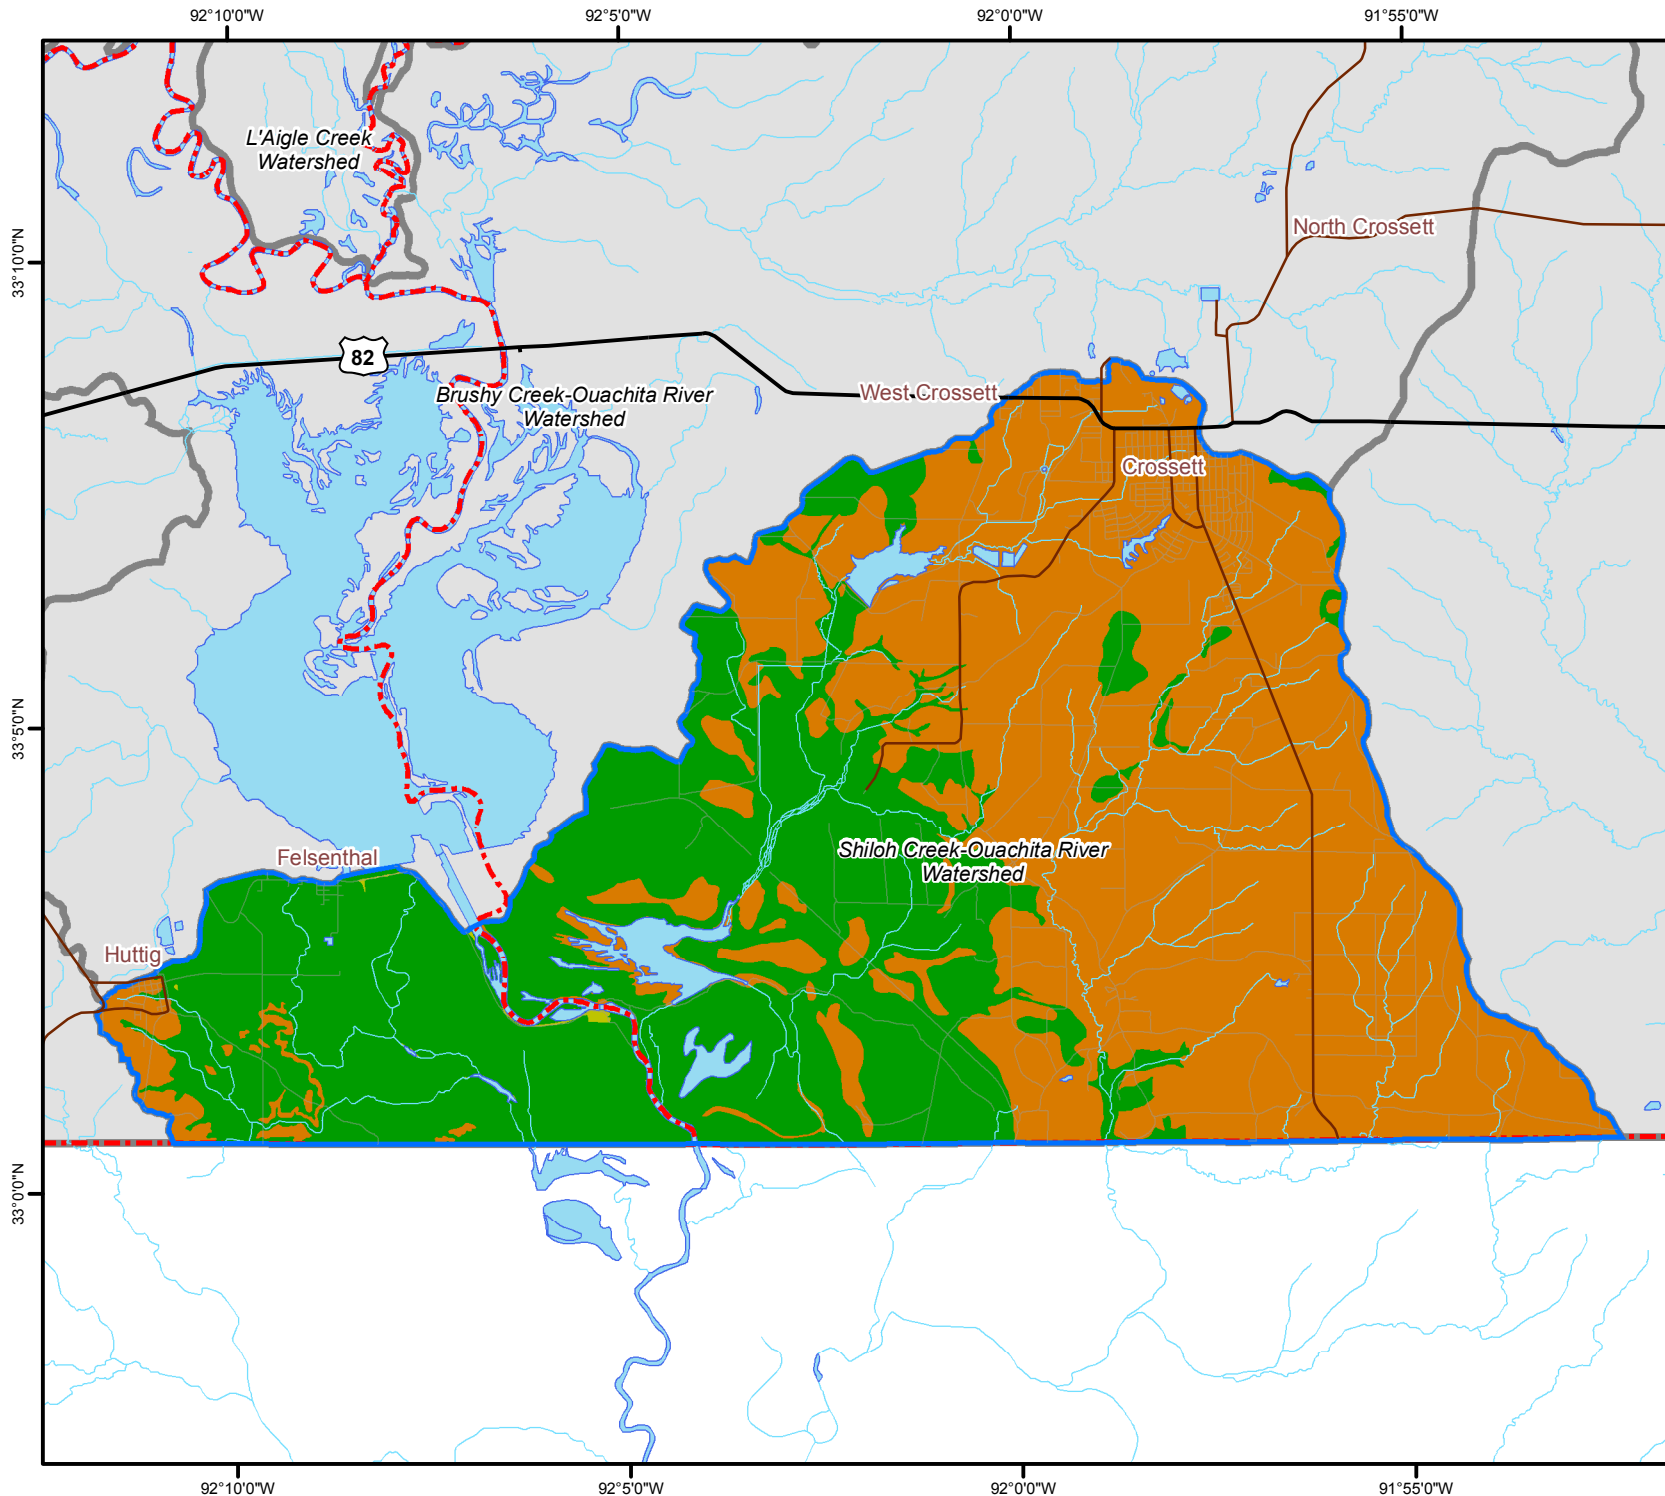 92°10'0"W
92°5'0"W
92°0'0"W
91°55'0"W
L'Aigle Creek
Watershed
North Crossett
33°10'0"N
82
Brushy Creek-Ouachita River
Watershed
West Crossett
Crossett
33°5'0"N
Shiloh Creek-Ouachita River
Watershed
Felsenthal
Huttig
33°0'0"N
92°10'0"W
92°5'0"W
92°0'0"W
91°55'0"W